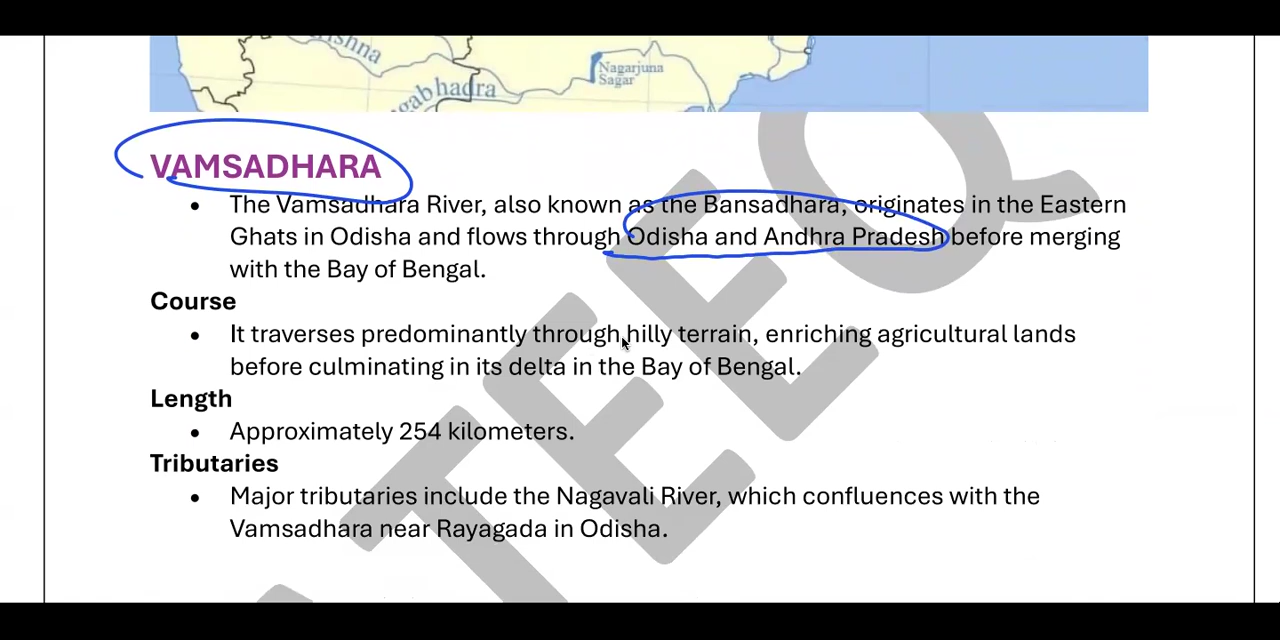 ishna
gabhadra
Nagarjuna
Sagar
VAMSADHARA
• The Vamsadhara River, also known as the Bansadhara, originates in the Eastern
Ghats in Odisha and flows through Odisha and Andhra Pradesh before merging
with the Bay of Bengal.
Course
• It traverses predominantly through hilly terrain, enriching agricultural lands
before culminating in its delta in the Bay of Bengal.
Length
• Approximately 254 kilometers.
Tributaries
• Major tributaries include the Nagavali River, which confluences with the
Vamsadhara near Rayagada in Odisha.
ATEEQ